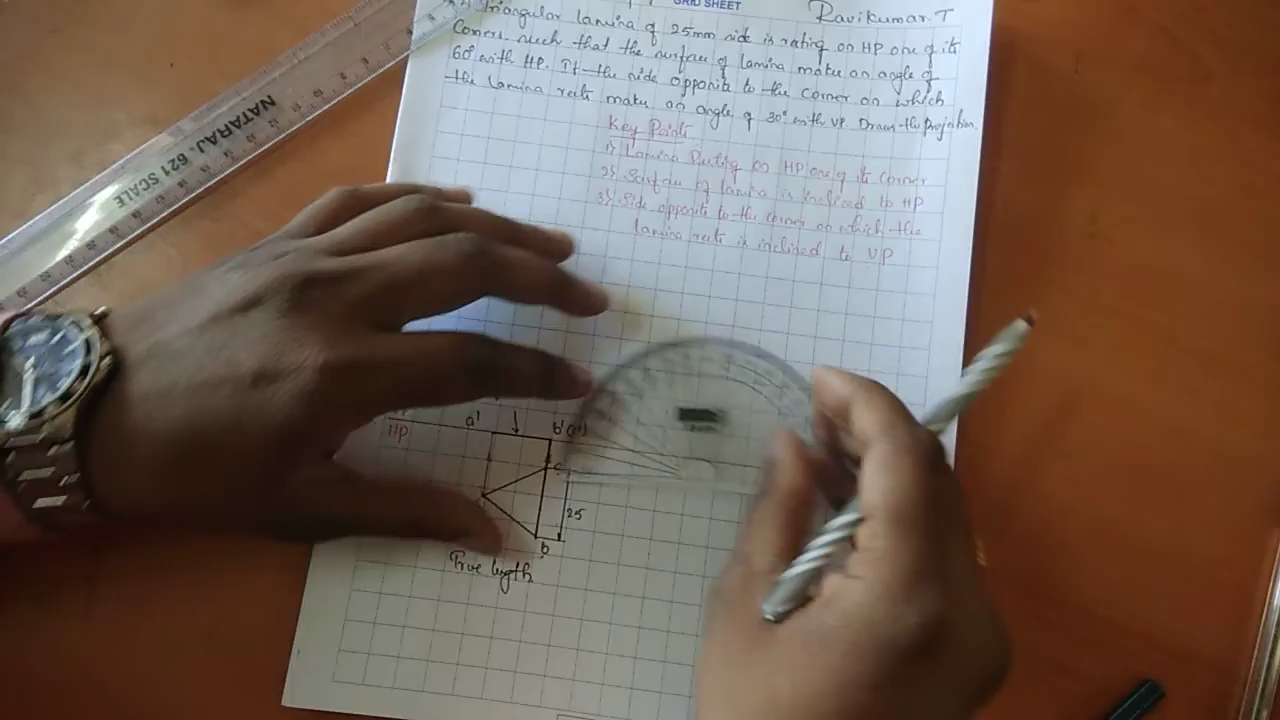 GRID SHEET
Ravikumar.T
Triangular lamina of 25mm side is resting on HP one of its
Corners such that the surface of lamina makes an angle of
60° with HP. If the side opposite to the corner on which
the lamina rests makes an angle of 30° with VP. Draw the projection.
Key Points
1) Lamina Resting on HP one of its corner
2) Surface of lamina is inclined to HP
3) Side opposite to the corner on which the
lamina rests is inclined to VP
a'
b'(c')
HP
c
25
b
True length
NATARAJ. 621 SCALE